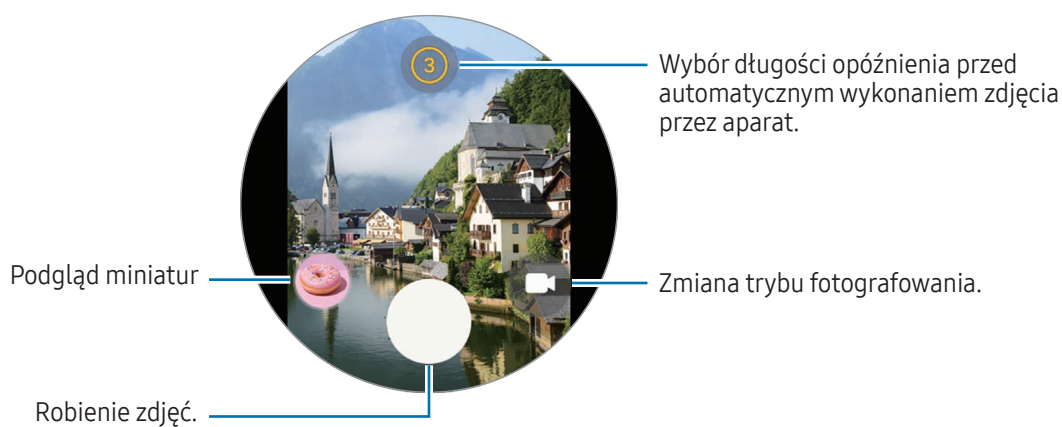 3
Wybór długości opóźnienia przed
automatycznym wykonaniem zdjęcia
przez aparat.
Podgląd miniatur
Zmiana trybu fotografowania.
Robienie zdjęć.